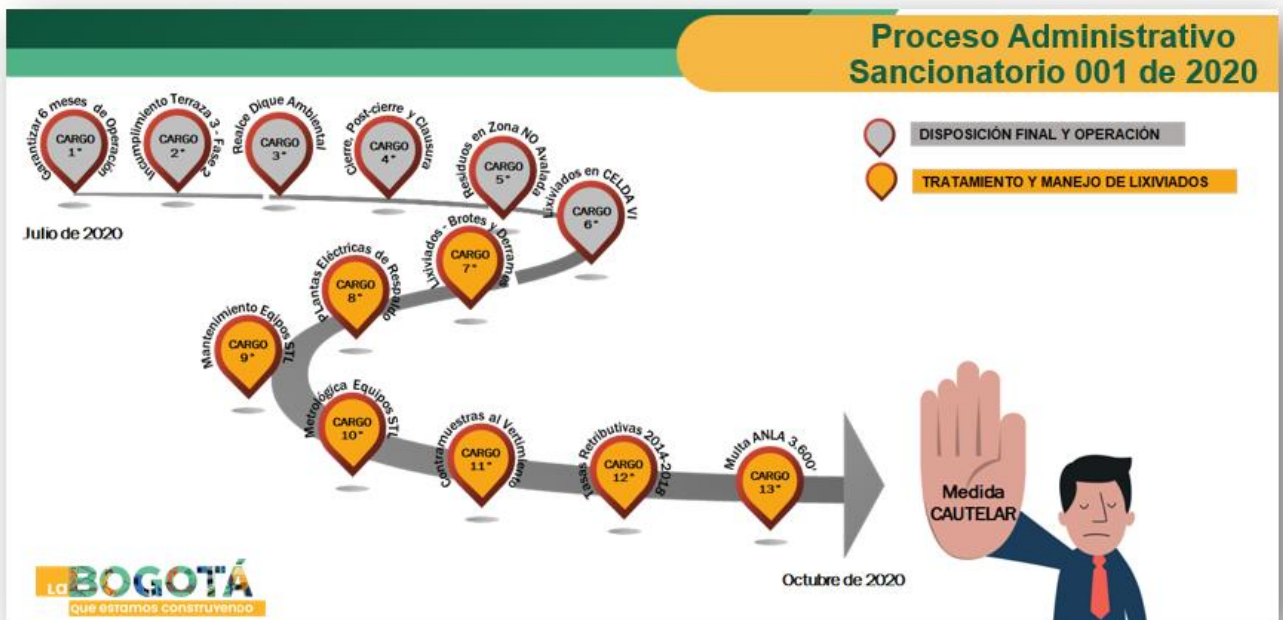 Proceso Administrativo
Sancionatorio 001 de 2020
DISPOSICIÓN FINAL Y OPERACIÓN
TRATAMIENTO Y MANEJO DE LIXIVIADOS
Garantizar 6 meses de Operación
CARGO
1°
Incumplimiento Terraza 3 - Fase 2
CARGO
2°
Realce Dique Ambiental
CARGO
3°
Cierre, Post-cierre y Clausura
CARGO
4°
Residuos en Zona NO Avalada
CARGO
5°
Lixiviados en CELDA VI
CARGO
6°
Julio de 2020
Lixiviados - Brotes y Derrames
CARGO
7°
PLantas Eléctricas de Respaldo
CARGO
8°
Mantenimiento Eqipos STL
CARGO
9°
Metrológica Equipos STL
CARGO
10°
Contramuestras al Vertimiento
CARGO
11°
Tasas Retributivas 2014-2018
CARGO
12°
Multa ANLA 3.600'
CARGO
13°
Medida
CAUTELAR
Octubre de 2020
La BOGOTÁ
que estamos construyendo